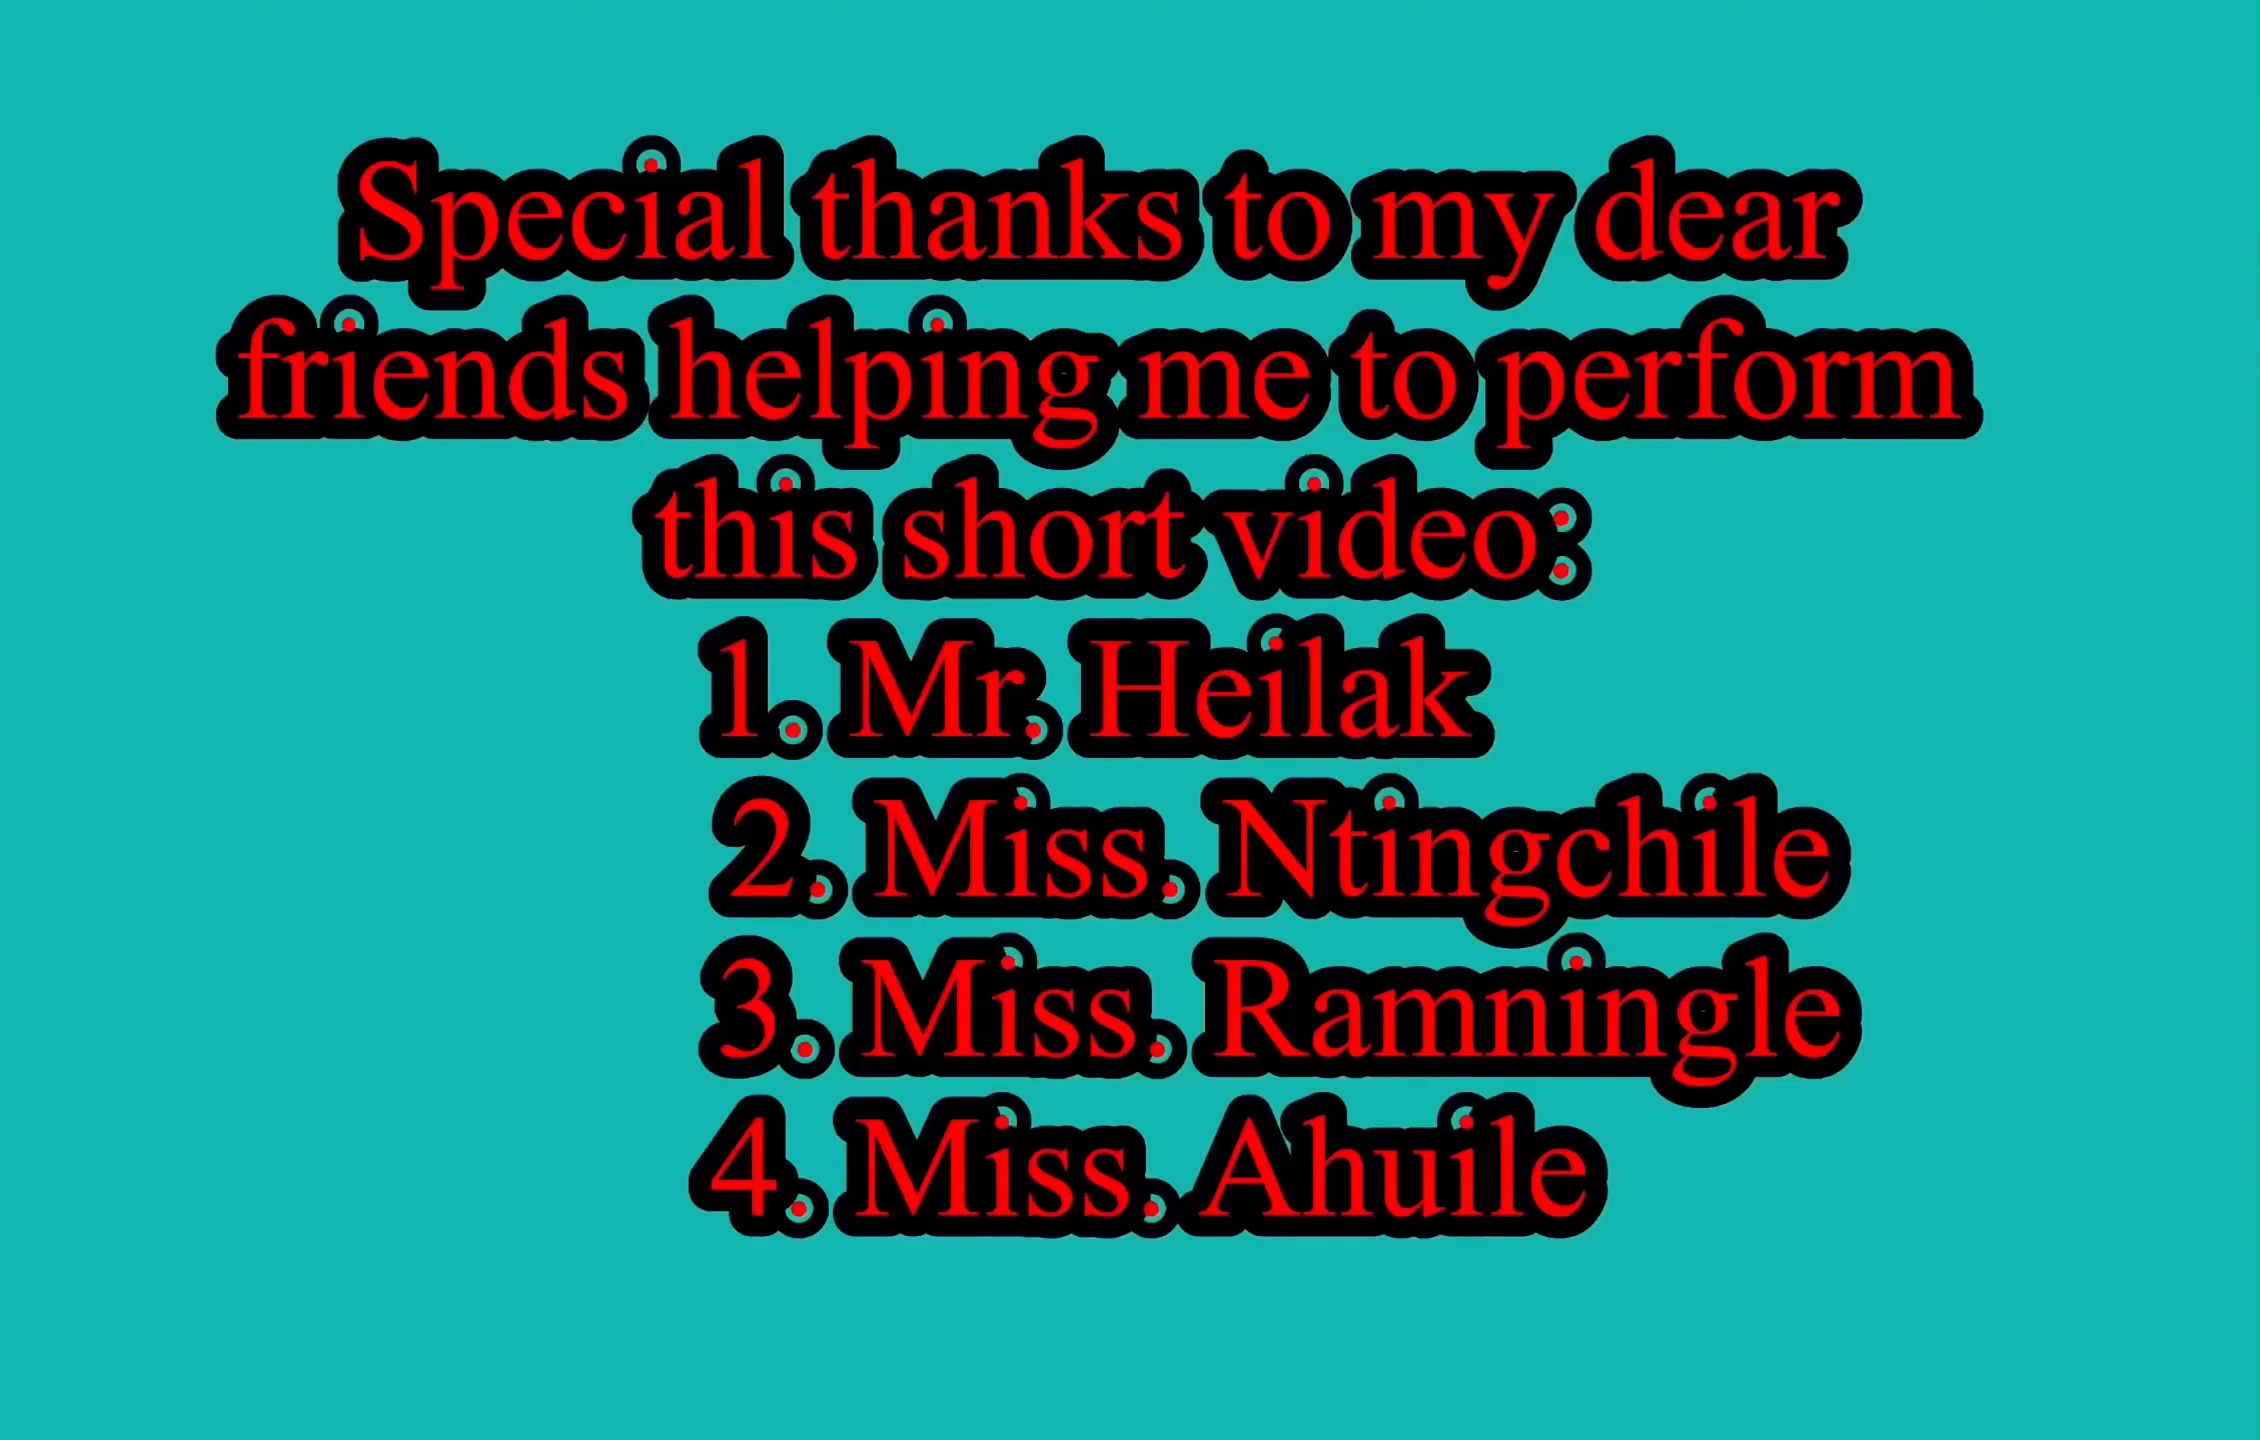 Special thanks to my dear
friends helping me to perform
this short video:
1. Mr. Heilak
2. Miss. Ntingchile
3. Miss. Ramningle
4. Miss. Ahuile